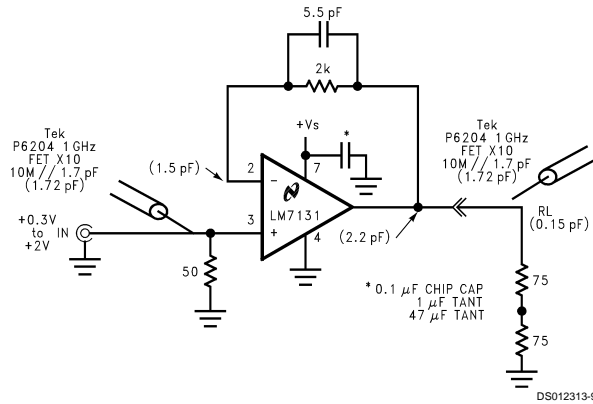 5.5 pF
2k
+Vs
*
Tek
P6204 1 GHz
FET X10
10M // 1.7 pF
(1.72 pF)
(1.5 pF)
2
7
Tek
P6204 1 GHz
FET X10
10M // 1.7 pF
(1.72 pF)
-
LM7131
+0.3V
to IN
+2V
3
+
4
(2.2 pF)
RL
(0.15 pF)
50
* 0.1 μF CHIP CAP
1 μF TANT
47 μF TANT
75
75
DS012313-9